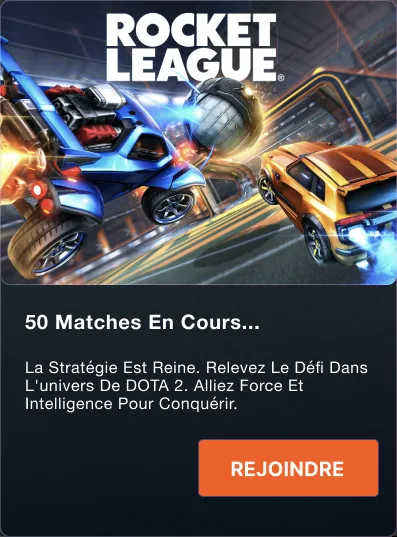 ROCKET
LEAGUE®
50 Matches En Cours...
La Stratégie Est Reine. Relevez Le Défi Dans
L'univers De DOTA 2. Alliez Force Et
Intelligence Pour Conquérir.
REJOINDRE